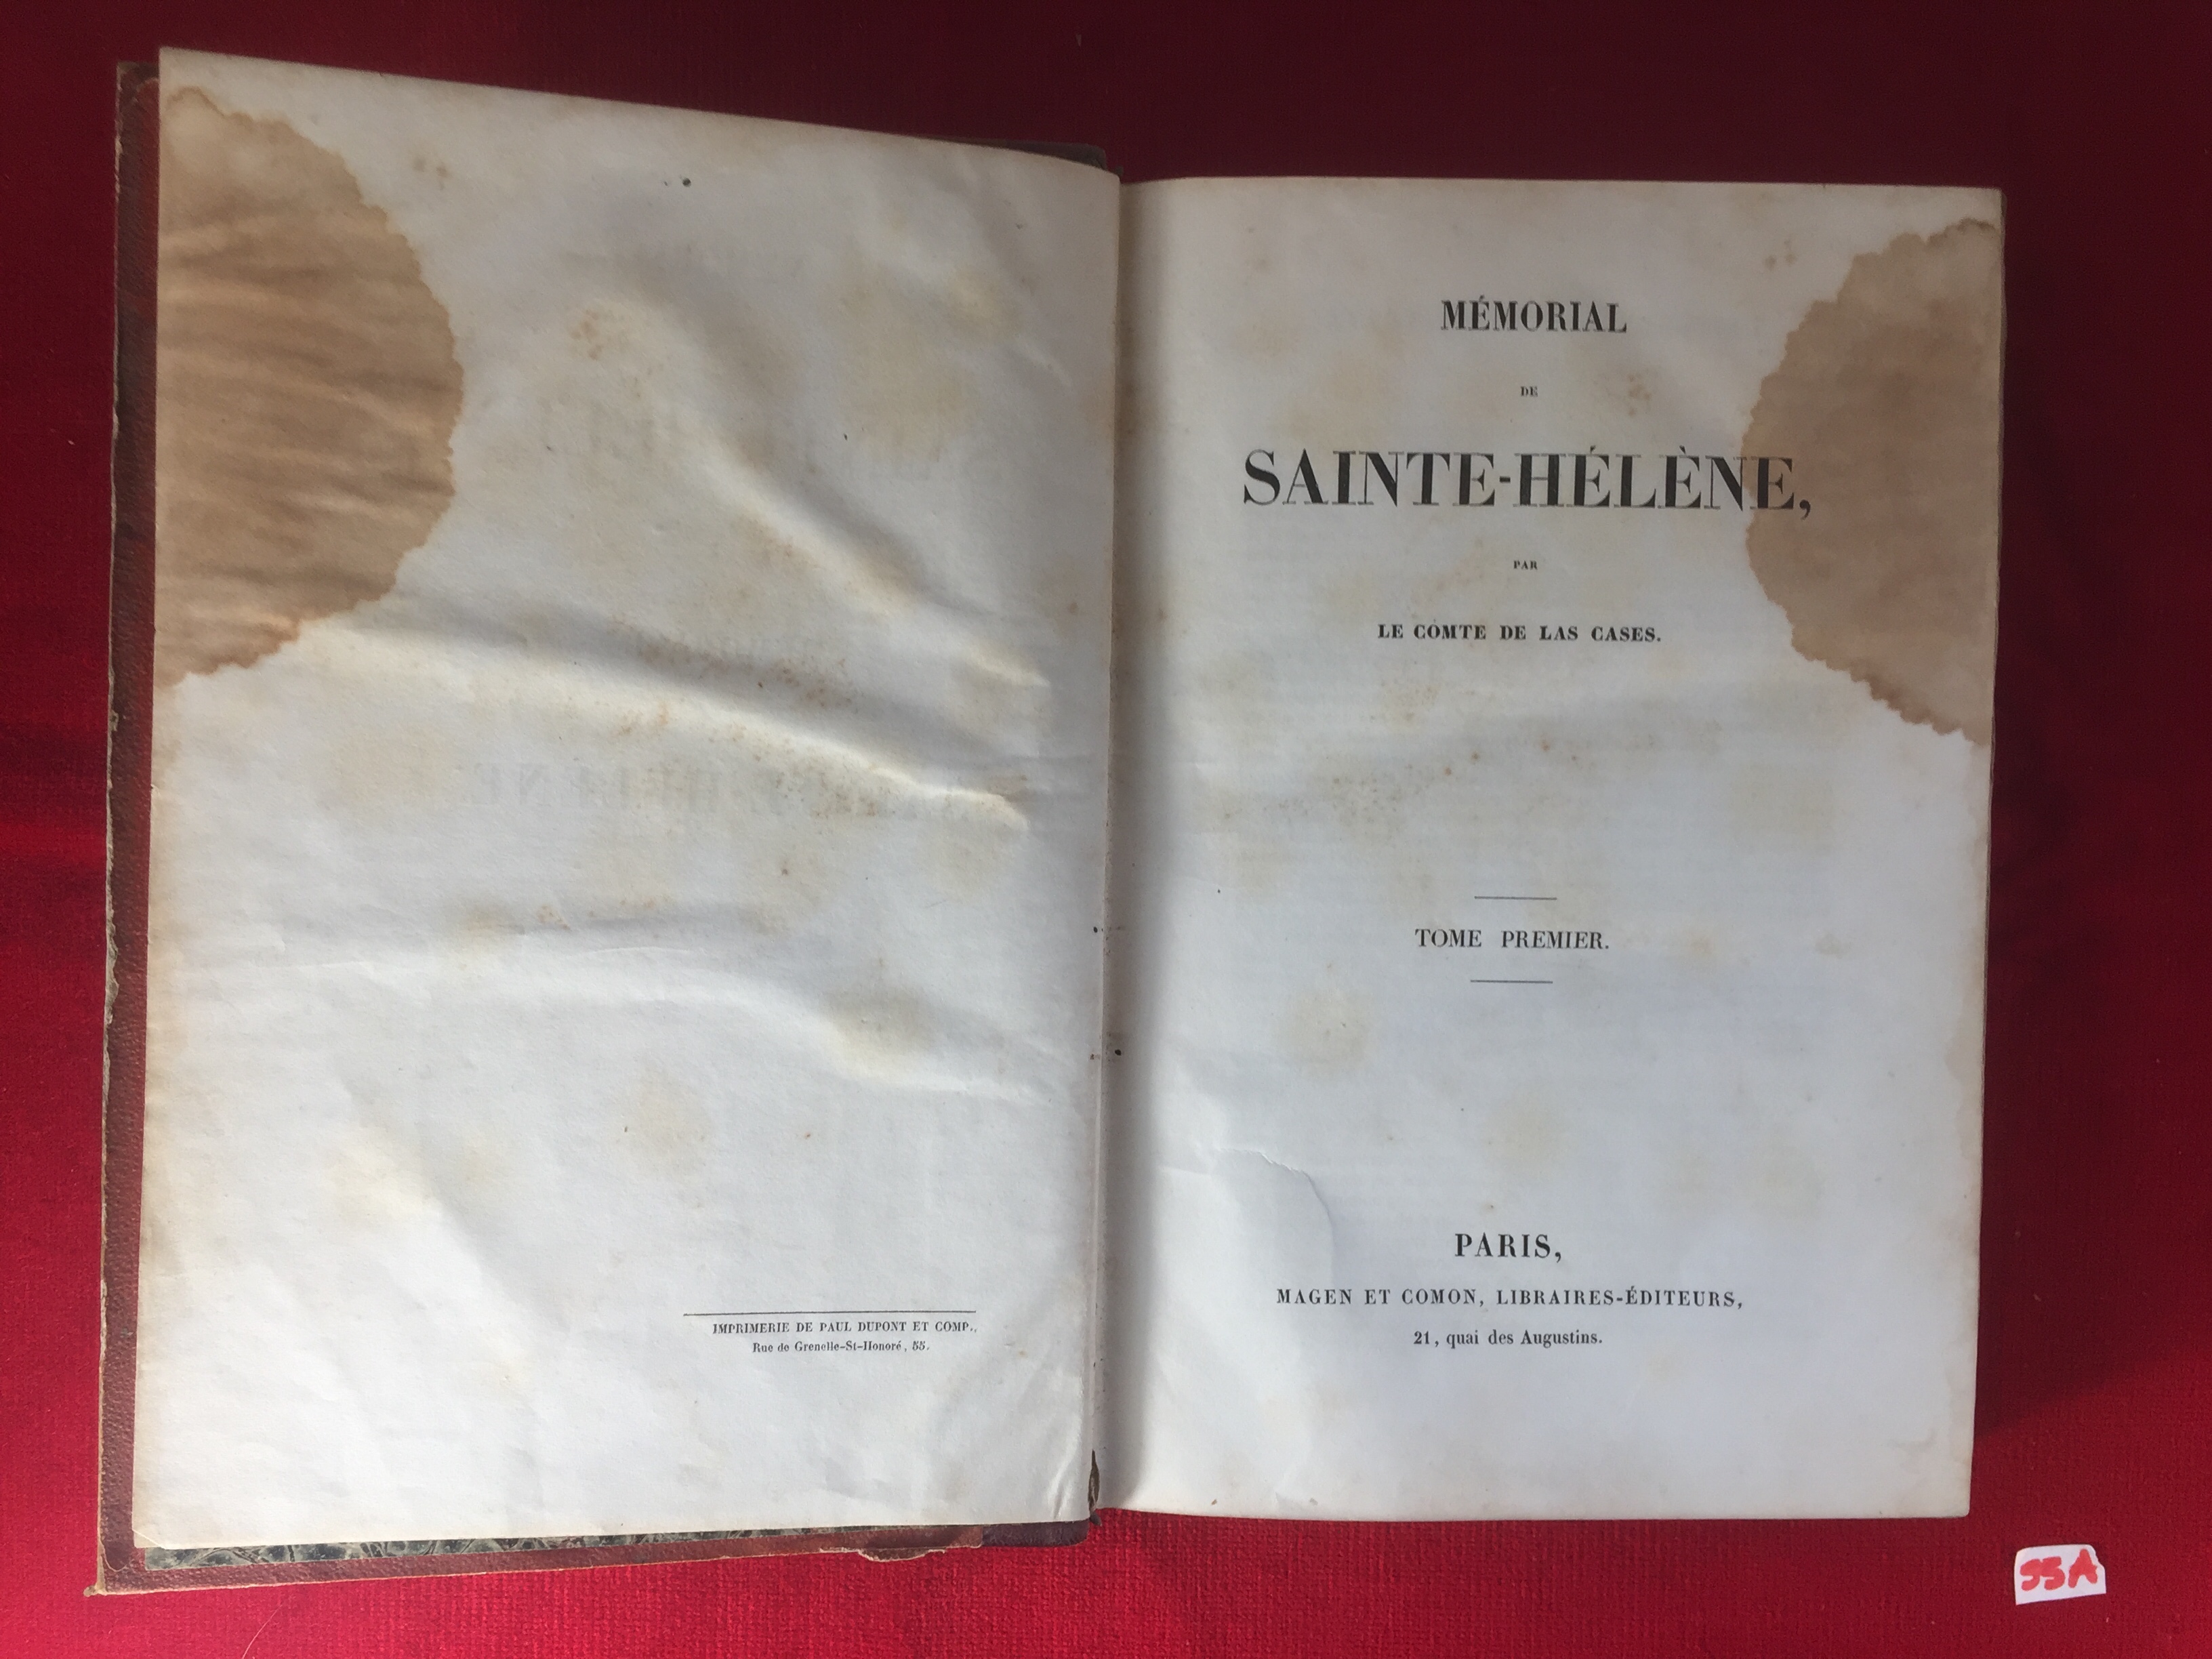 IMPRIMERIE DE PAUL DUPONT ET COMP.,
Rue de Grenelle-St-Honoré, 55.
MÉMORIAL
DE
SAINTE-HÉLÈNE,
PAR
LE COMTE DE LAS CASES.
TOME PREMIER.
PARIS,
MAGEN ET COMON, LIBRAIRES-ÉDITEURS,
21, quai des Augustins.
55A